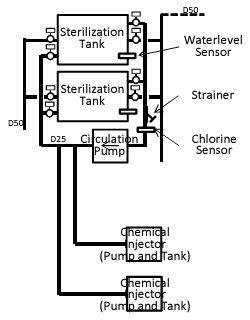 D50
Sterilization
Tank
Waterlevel
Sensor
Sterilization
Tank
Strainer
D50
D25
Circulation
Pump
Chlorine
Sensor
Chemical
Injector
(Pump and Tank)
Chemical
Injector
(Pump and Tank)